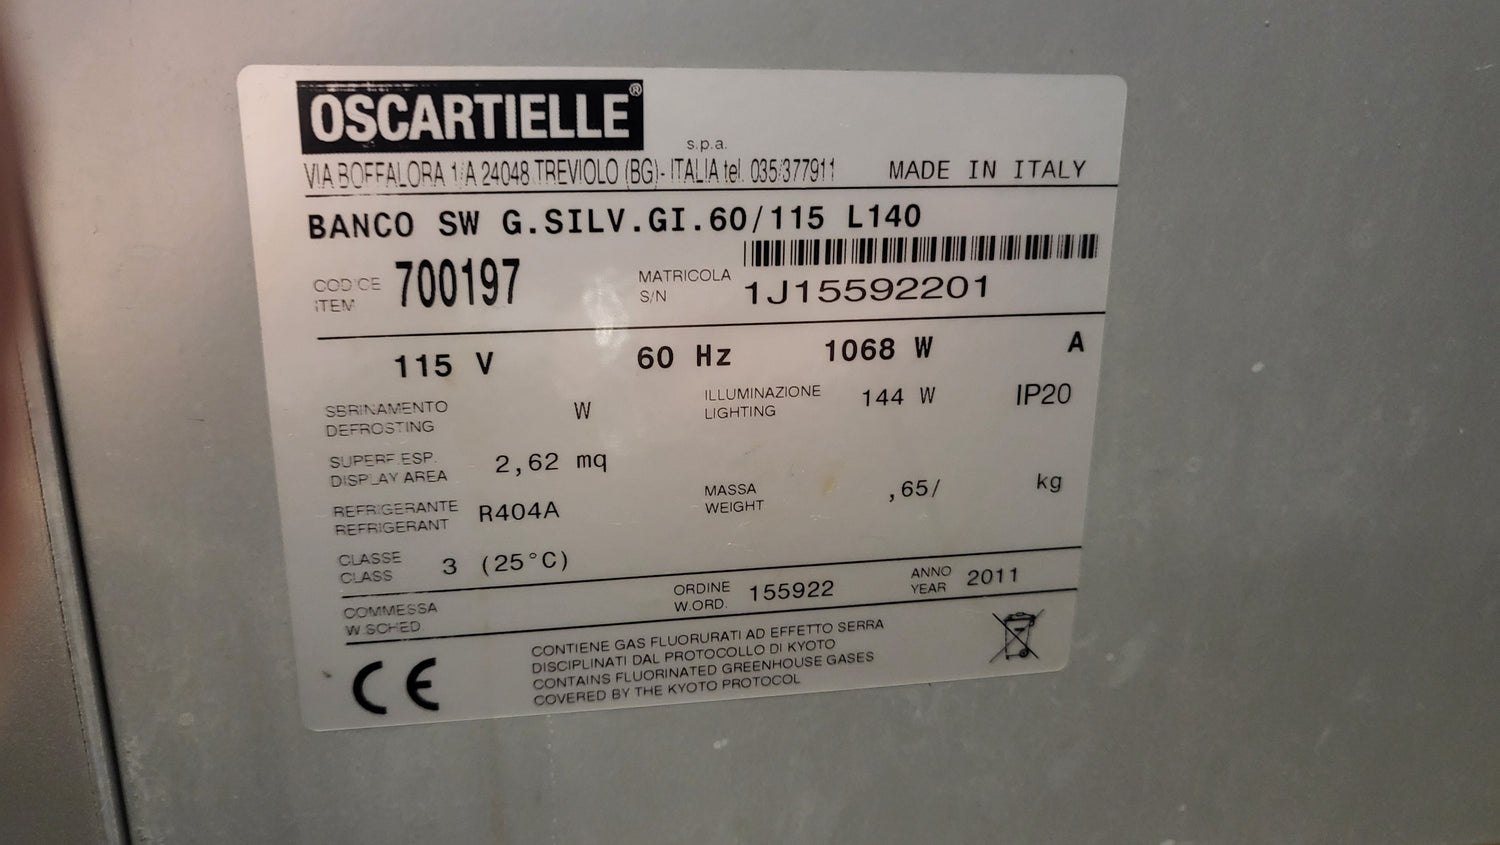 OSCARTIELLE® s.p.a.
VIA BOFFALORA 1/A 24048 TREVIOLO (BG)- ITALIA tel. 035/377911 MADE IN ITALY
BANCO SW G.SILV.GI.60/115 L140
CODICE 700197 MATRICOLA 1J15592201
ITEM S/N
115 V 60 Hz 1068 W A
SBRINAMENTO W ILLUMINAZIONE 144 W IP20
DEFROSTING LIGHTING
SUPERF.ESP. 2,62 mq
DISPLAY AREA
MASSA ,65/ kg
WEIGHT
REFRIGERANTE R404A
REFRIGERANT
CLASSE 3 (25°C)
CLASS
ORDINE 155922 ANNO 2011
W.ORD. YEAR
COMMESSA
W.SCHED.
CE
CONTIENE GAS FLUORURATI AD EFFETTO SERRA
DISCIPLINATI DAL PROTOCOLLO DI KYOTO
CONTAINS FLUORINATED GREENHOUSE GASES
COVERED BY THE KYOTO PROTOCOL